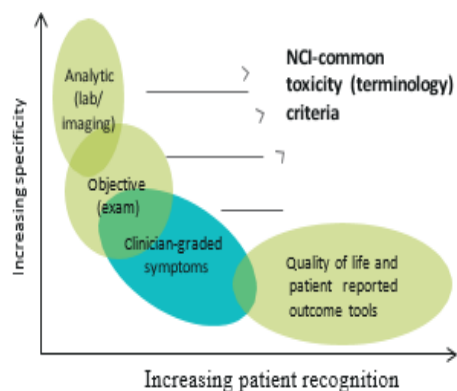 Analytic
(lab/
imaging)
NCI-common
toxicity (terminology)
criteria
Objective
(exam)
Clinician-graded
symptoms
Quality of life and
patient reported
outcome tools
Increasing specificity
Increasing patient recognition